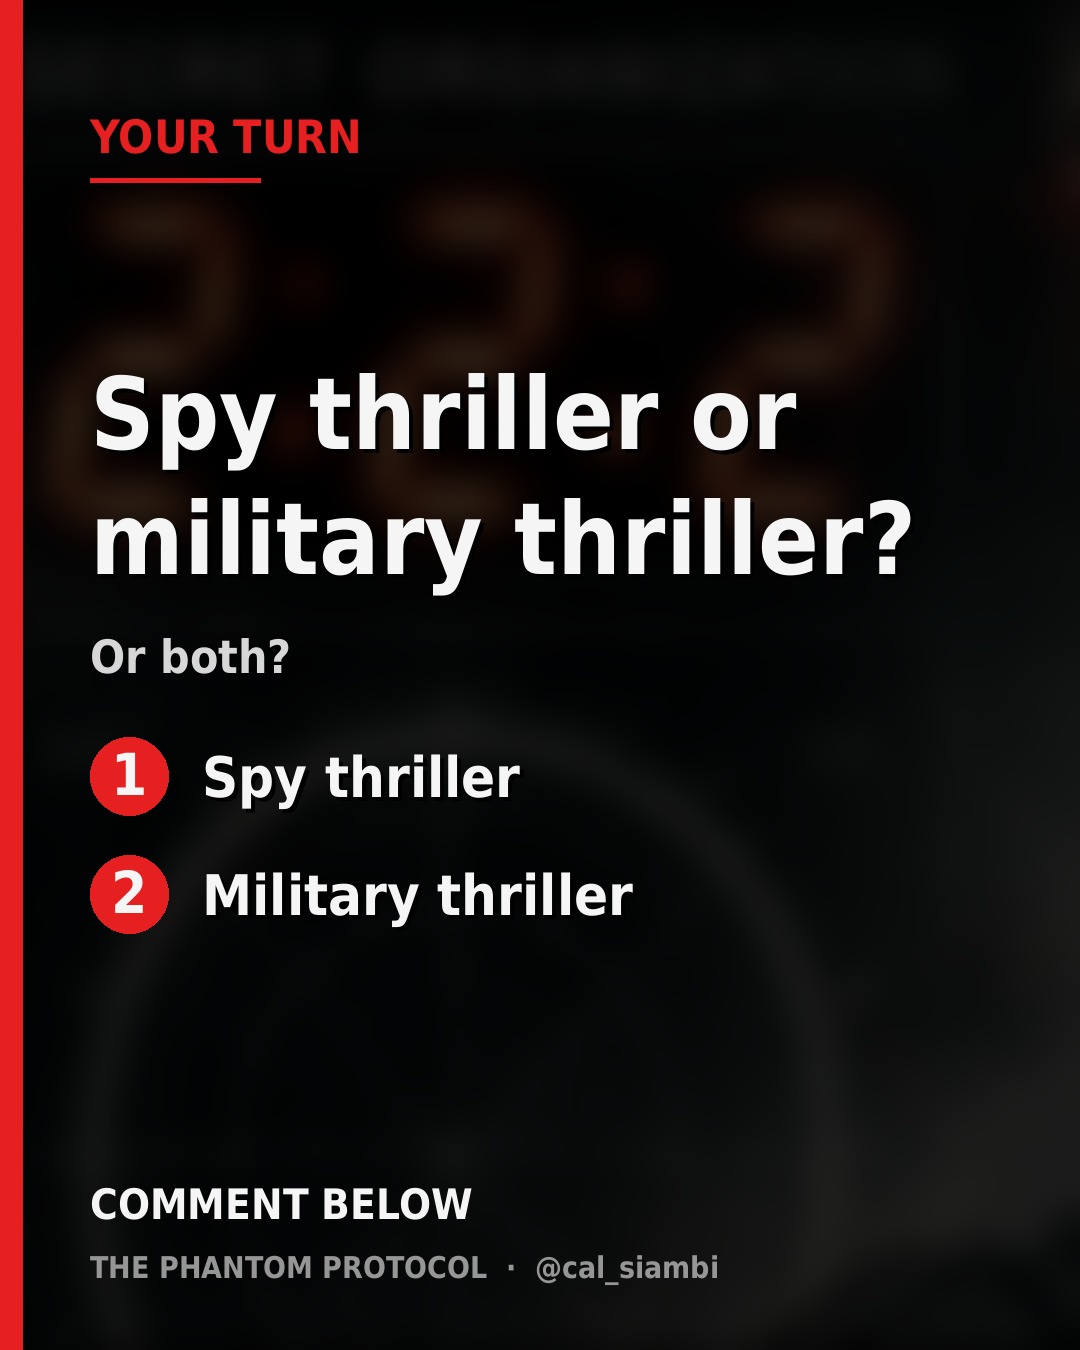 YOUR TURN
Spy thriller or
military thriller?
Or both?
1 Spy thriller
2 Military thriller
COMMENT BELOW
THE PHANTOM PROTOCOL · @cal_siambi